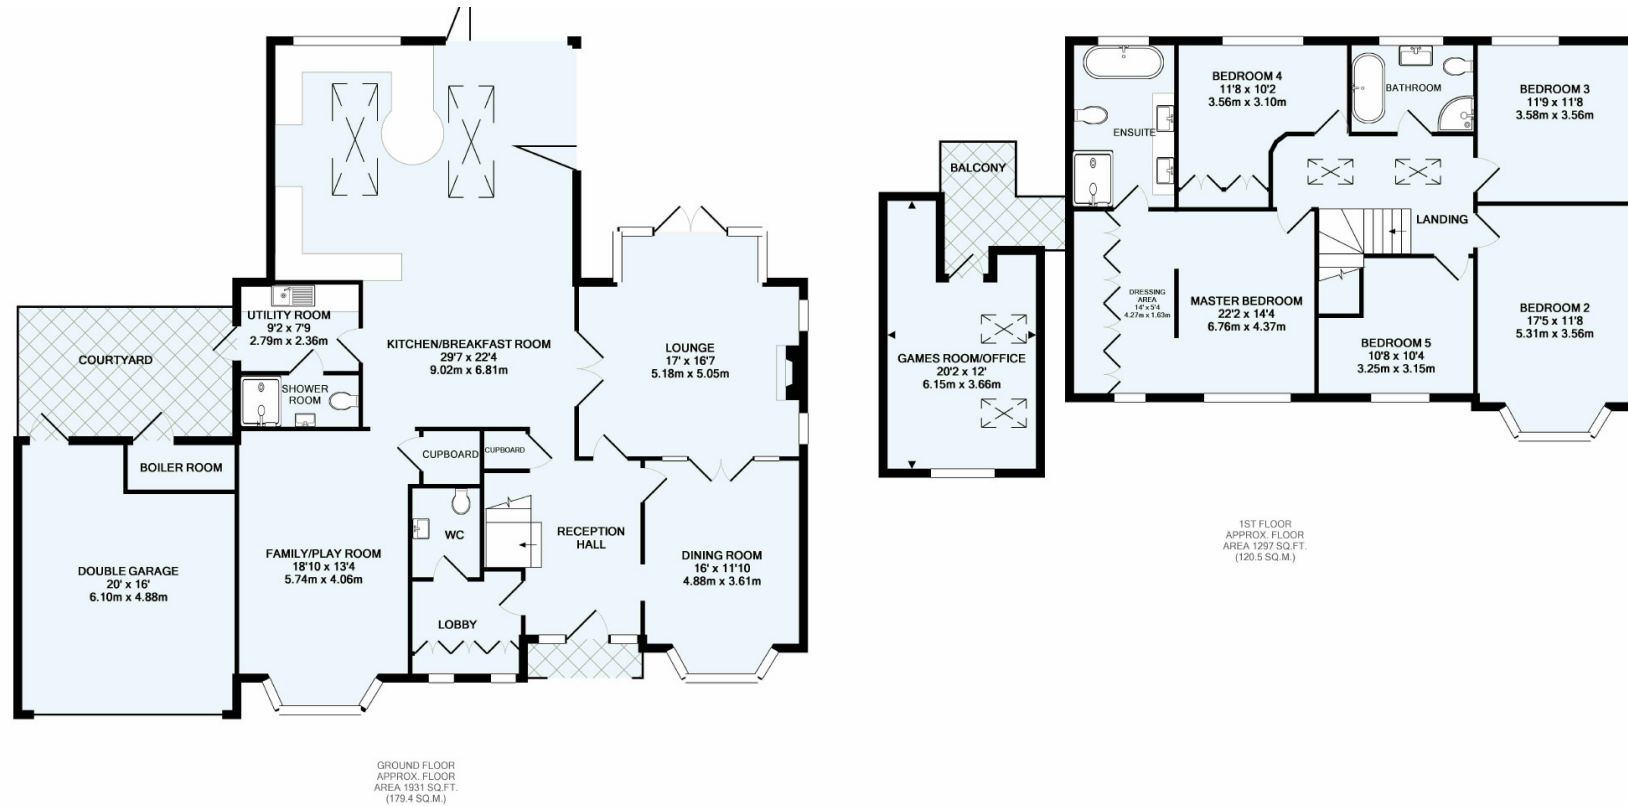 UTILITY ROOM
9'2 x 7'9
2.79m x 2.36m
COURTYARD
SHOWER
ROOM
KITCHEN/BREAKFAST ROOM
29'7 x 22'4
9.02m x 6.81m
LOUNGE
17' x 16'7
5.18m x 5.05m
BOILER ROOM
CUPBOARD
CUPBOARD
DOUBLE GARAGE
20' x 16'
6.10m x 4.88m
FAMILY/PLAY ROOM
18'10 x 13'4
5.74m x 4.06m
WC
LOBBY
RECEPTION
HALL
DINING ROOM
16' x 11'10
4.88m x 3.61m
GROUND FLOOR
APPROX. FLOOR
AREA 1931 SQ.FT.
(179.4 SQ.M.)
BALCONY
GAMES ROOM/OFFICE
20'2 x 12'
6.15m x 3.66m
ENSUITE
BEDROOM 4
11'8 x 10'2
3.56m x 3.10m
BATHROOM
BEDROOM 3
11'9 x 11'8
3.58m x 3.56m
LANDING
DRESSING
AREA
14' x 5'4
4.27m x 1.63m
MASTER BEDROOM
22'2 x 14'4
6.76m x 4.37m
BEDROOM 5
10'8 x 10'4
3.25m x 3.15m
BEDROOM 2
17'5 x 11'8
5.31m x 3.56m
1ST FLOOR
APPROX. FLOOR
AREA 1297 SQ.FT.
(120.5 SQ.M.)